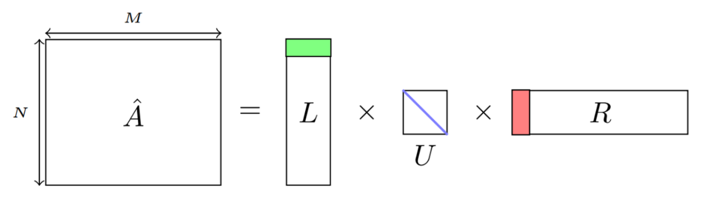 M
N
Â = L × U × R